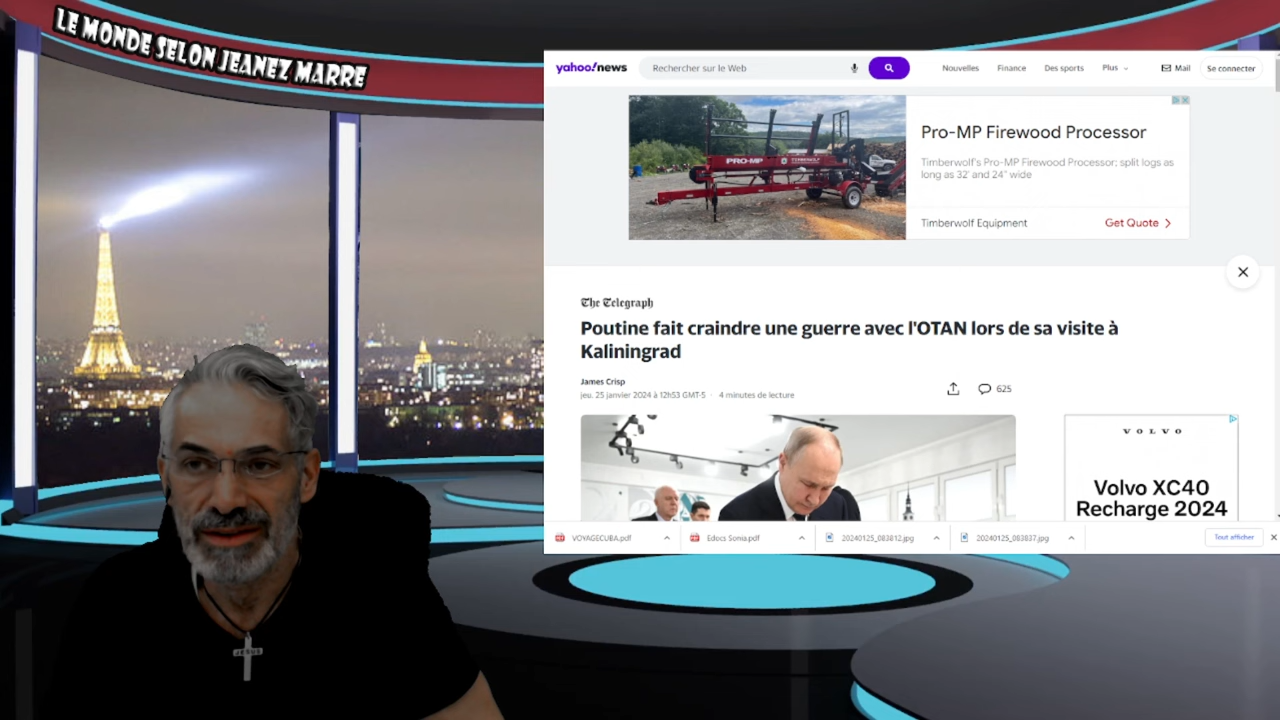 LE MONDE SELON JEANEZ MARRE
yahoo!news
Rechercher sur le Web
Nouvelles
Finance
Des sports
Plus
Mail
Se connecter
PRO-MP
TIMBERWOLF
Pro-MP Firewood Processor
Timberwolf's Pro-MP Firewood Processor; split logs as
long as 32' and 24" wide
Timberwolf Equipment
Get Quote
The Telegraph
Poutine fait craindre une guerre avec l'OTAN lors de sa visite à
Kaliningrad
James Crisp
jeu. 25 janvier 2024 à 12h53 GMT-5 · 4 minutes de lecture
625
VOLVO
Volvo XC40
Recharge 2024
VOYAGECUBA.pdf
Edocs Sonia.pdf
20240125_083812.jpg
20240125_083837.jpg
Tout afficher
JESUS